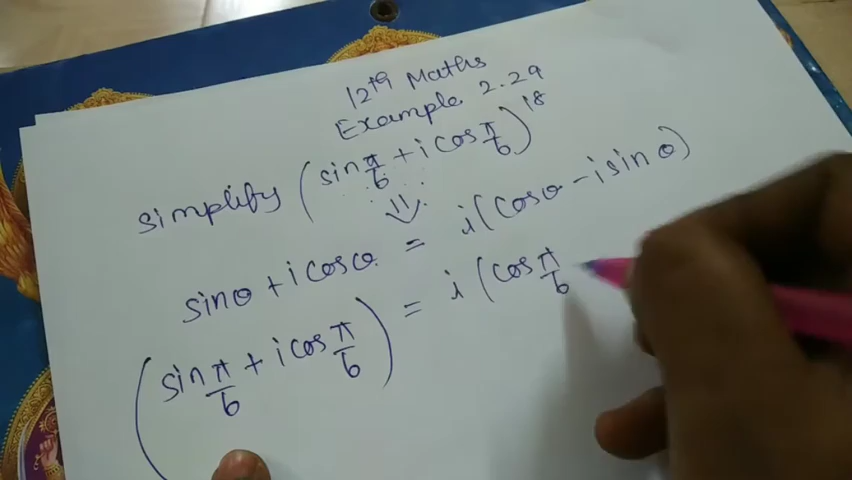 12th Maths
Example 2.29
simplify (sin π/6 + i cos π/6)^18
⇓
sinθ + i cosθ = i(cosθ - i sin θ)
(sin π/6 + i cos π/6) = i (cos π/6